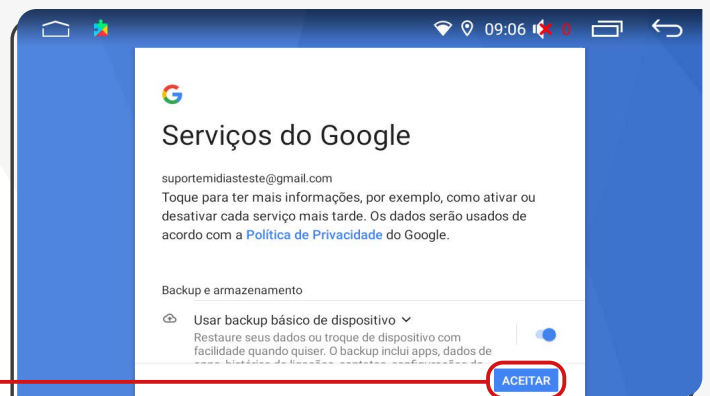 09:06 0
Serviços do Google
suportemidiasteste@gmail.com
Toque para ter mais informações, por exemplo, como ativar ou
desativar cada serviço mais tarde. Os dados serão usados de
acordo com a Política de Privacidade do Google.
Backup e armazenamento
Usar backup básico de dispositivo
Restaure seus dados ou troque de dispositivo com
facilidade quando quiser. O backup inclui apps, dados de
ACEITAR